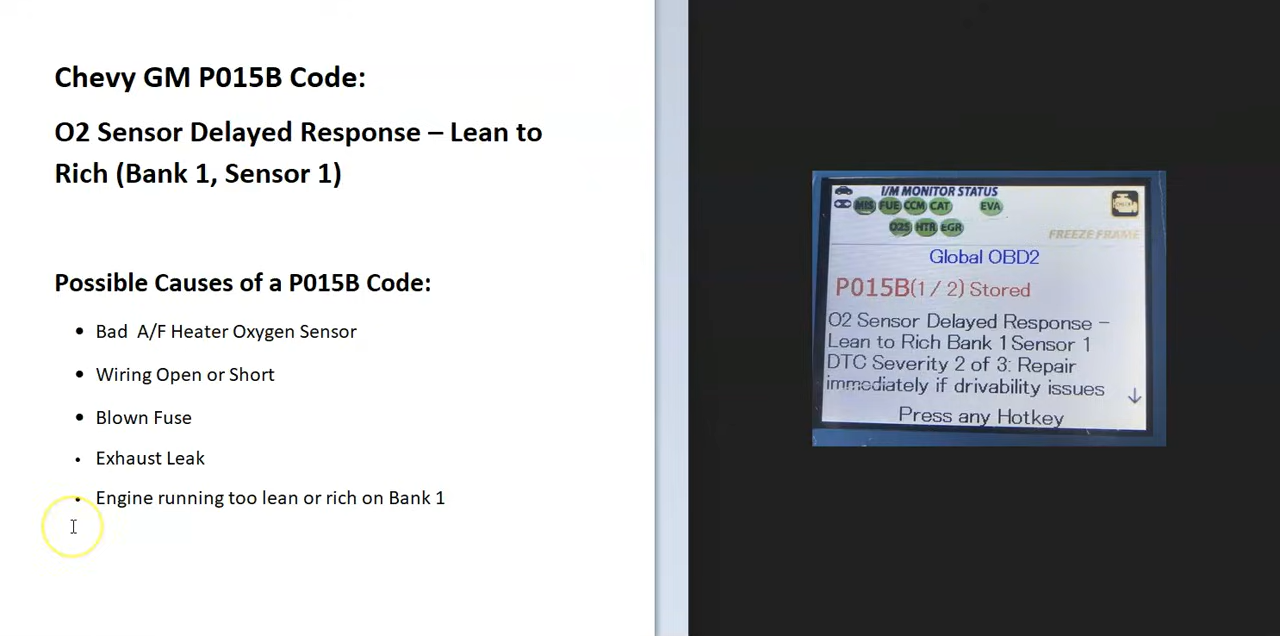 Chevy GM P015B Code:
O2 Sensor Delayed Response – Lean to
Rich (Bank 1, Sensor 1)
Possible Causes of a P015B Code:
• Bad A/F Heater Oxygen Sensor
• Wiring Open or Short
• Blown Fuse
• Exhaust Leak
• Engine running too lean or rich on Bank 1
I/M MONITOR STATUS
MIS FUE CCM CAT EVA
O2S HTR EGR
FREEZE FRAME
Global OBD2
P015B(1 / 2) Stored
O2 Sensor Delayed Response –
Lean to Rich Bank 1 Sensor 1
DTC Severity 2 of 3: Repair
immediately if drivability issues
Press any Hotkey